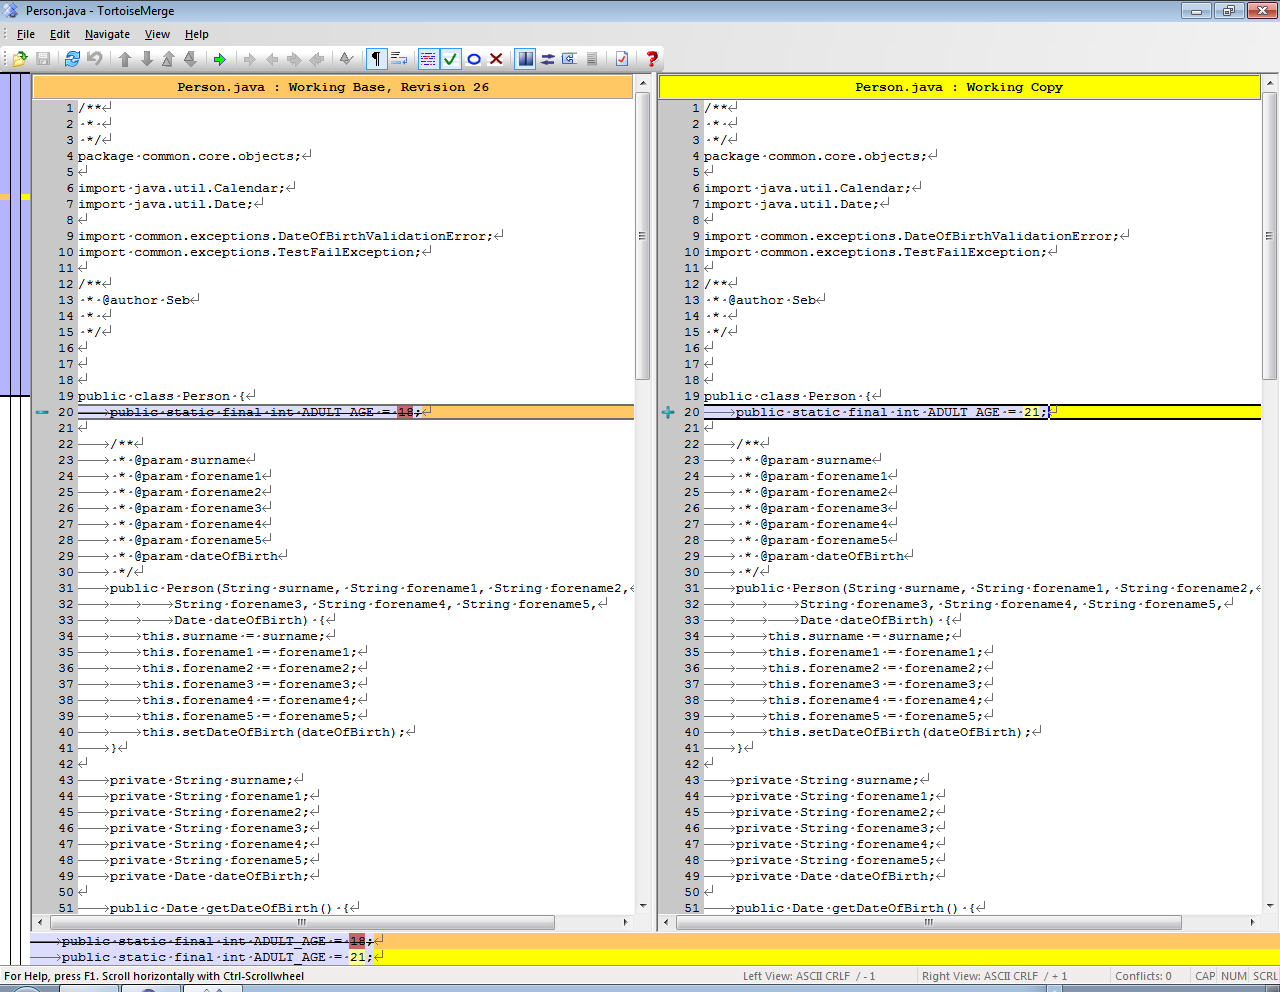 Person.java - TortoiseMerge
File Edit Navigate View Help
Person.java : Working Base, Revision 26
1 /**
2  *
3  */
4 package common.core.objects;
5
6 import java.util.Calendar;
7 import java.util.Date;
8
9 import common.exceptions.DateOfBirthValidationError;
10 import common.exceptions.TestFailException;
11
12 /**
13  * @author Seb
14  *
15  */
16
17
18
19 public class Person {
20 public static final int ADULT_AGE = 18;
21
22 /**
23  * @param surname
24  * @param forename1
25  * @param forename2
26  * @param forename3
27  * @param forename4
28  * @param forename5
29  * @param dateOfBirth
30  */
31 public Person(String surname, String forename1, String forename2,
32 String forename3, String forename4, String forename5,
33 Date dateOfBirth) {
34 this.surname = surname;
35 this.forename1 = forename1;
36 this.forename2 = forename2;
37 this.forename3 = forename3;
38 this.forename4 = forename4;
39 this.forename5 = forename5;
40 this.setDateOfBirth(dateOfBirth);
41 }
42
43 private String surname;
44 private String forename1;
45 private String forename2;
46 private String forename3;
47 private String forename4;
48 private String forename5;
49 private Date dateOfBirth;
50
51 public Date getDateOfBirth() {
Person.java : Working Copy
1 /**
2  *
3  */
4 package common.core.objects;
5
6 import java.util.Calendar;
7 import java.util.Date;
8
9 import common.exceptions.DateOfBirthValidationError;
10 import common.exceptions.TestFailException;
11
12 /**
13  * @author Seb
14  *
15  */
16
17
18
19 public class Person {
20 public static final int ADULT_AGE = 21;
21
22 /**
23  * @param surname
24  * @param forename1
25  * @param forename2
26  * @param forename3
27  * @param forename4
28  * @param forename5
29  * @param dateOfBirth
30  */
31 public Person(String surname, String forename1, String forename2,
32 String forename3, String forename4, String forename5,
33 Date dateOfBirth) {
34 this.surname = surname;
35 this.forename1 = forename1;
36 this.forename2 = forename2;
37 this.forename3 = forename3;
38 this.forename4 = forename4;
39 this.forename5 = forename5;
40 this.setDateOfBirth(dateOfBirth);
41 }
42
43 private String surname;
44 private String forename1;
45 private String forename2;
46 private String forename3;
47 private String forename4;
48 private String forename5;
49 private Date dateOfBirth;
50
51 public Date getDateOfBirth() {
public static final int ADULT_AGE = 18;
public static final int ADULT_AGE = 21;
For Help, press F1. Scroll horizontally with Ctrl-Scrollwheel Left View: ASCII CRLF / - 1 Right View: ASCII CRLF / + 1 Conflicts: 0 CAP NUM SCRL